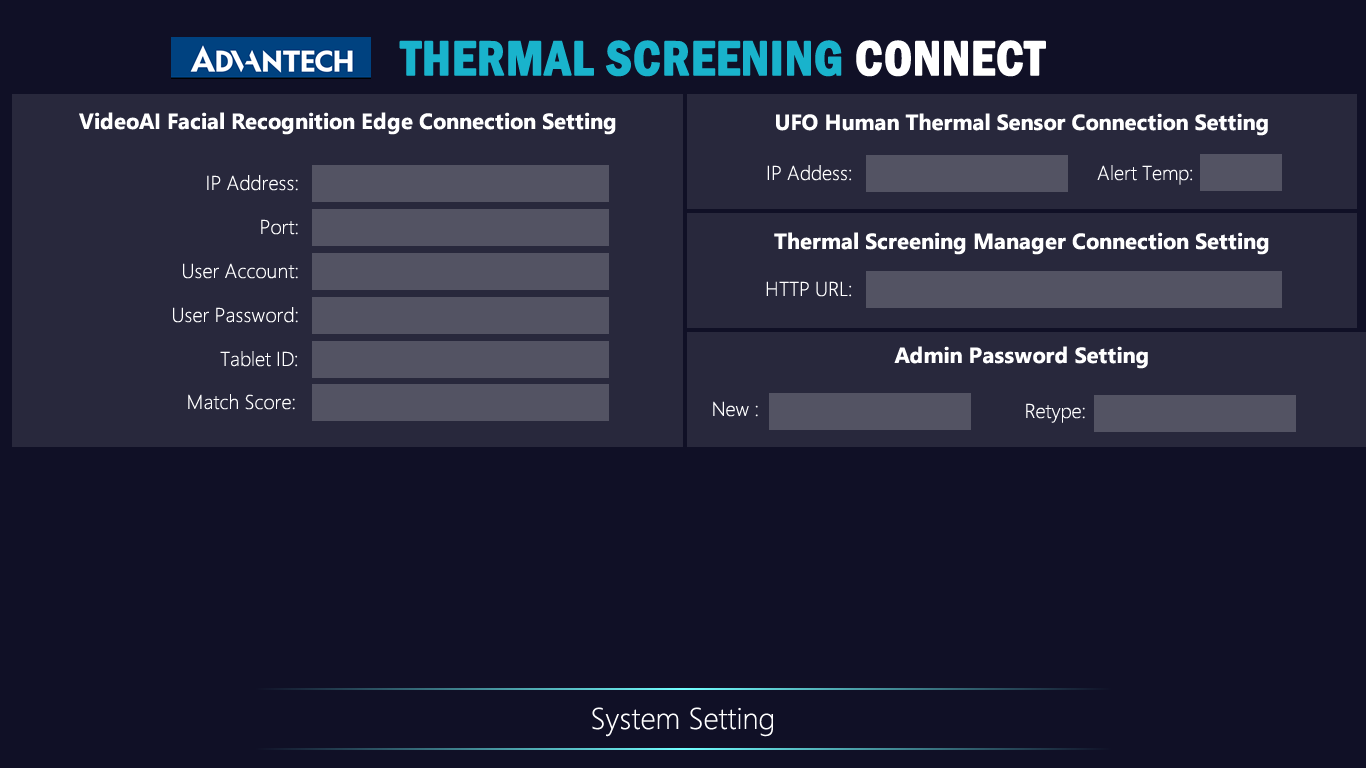 ADVANTECH THERMAL SCREENING CONNECT
VideoAI Facial Recognition Edge Connection Setting
IP Address:
Port:
User Account:
User Password:
Tablet ID:
Match Score:
UFO Human Thermal Sensor Connection Setting
IP Addess: Alert Temp:
Thermal Screening Manager Connection Setting
HTTP URL:
Admin Password Setting
New : Retype:
System Setting